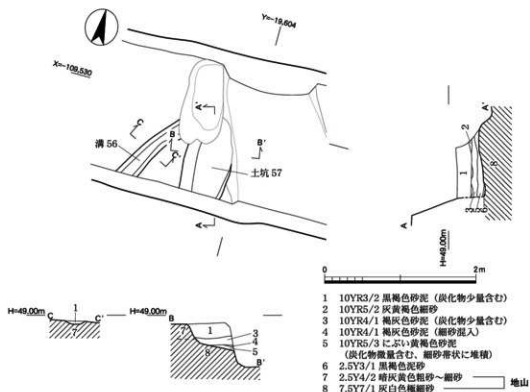 Y=-19,604
X=-109,530
A'
C
B
C'
B'
溝 56
土坑 57
A
A'
2
1
8
3
5
6
A
H=49.00m
H=49.00m
1
C
C'
7
H=49.00m
B
7
1
3
4
8
5
B'
0
2m
1 10YR3/2 黒褐色砂泥 (炭化物少量含む)
2 10YR5/2 灰黄褐色細砂
3 10YR4/1 褐灰色砂泥 (炭化物少量含む)
4 10YR4/1 褐灰色砂泥 (細砂混入)
5 10YR5/3 にぶい黄褐色砂泥
(炭化物微量含む、細砂帯状に堆積)
6 2.5Y3/1 黒褐色泥砂
7 2.5Y4/2 暗灰黄色粗砂～細砂
8 7.5Y7/1 灰白色極細砂
地山